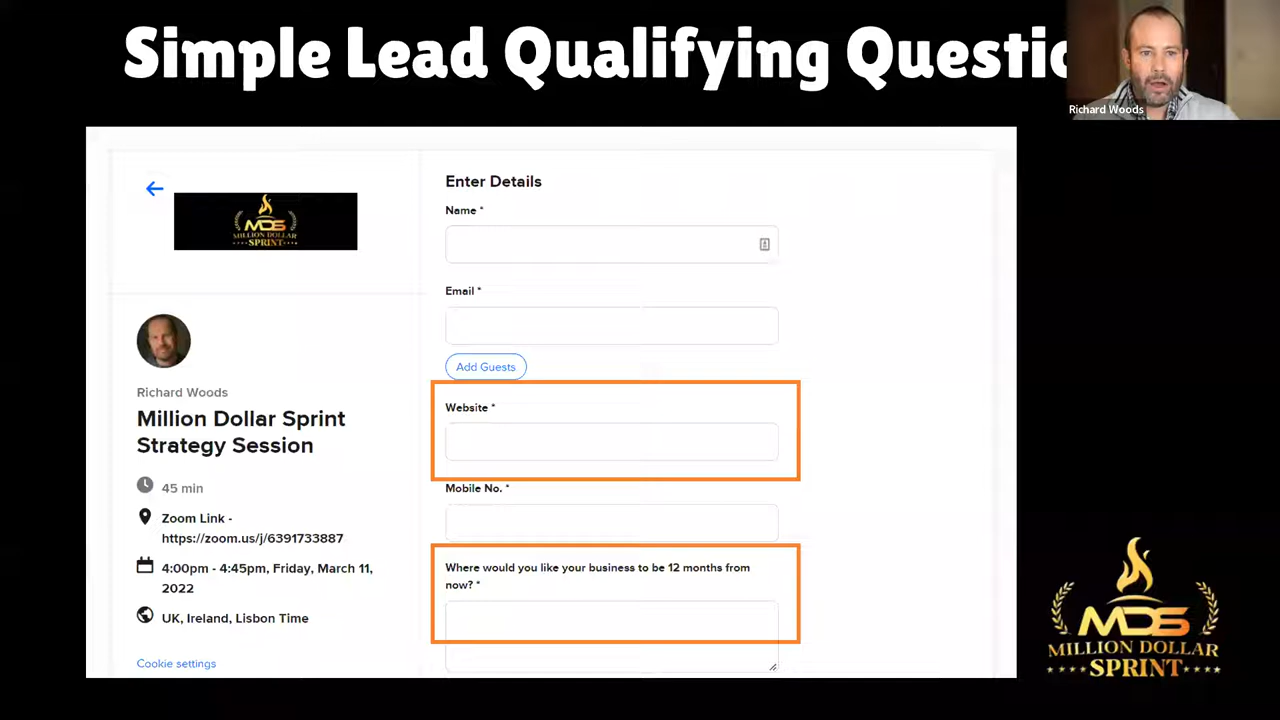 Simple Lead Qualifying Questio
Richard Woods
MDS
MILLION DOLLAR
SPRINT
Richard Woods
Million Dollar Sprint
Strategy Session
45 min
Zoom Link -
https://zoom.us/j/6391733887
4:00pm - 4:45pm, Friday, March 11,
2022
UK, Ireland, Lisbon Time
Cookie settings
Enter Details
Name *
Email *
Add Guests
Website *
Mobile No. *
Where would you like your business to be 12 months from
now? *
MDS
MILLION DOLLAR
SPRINT